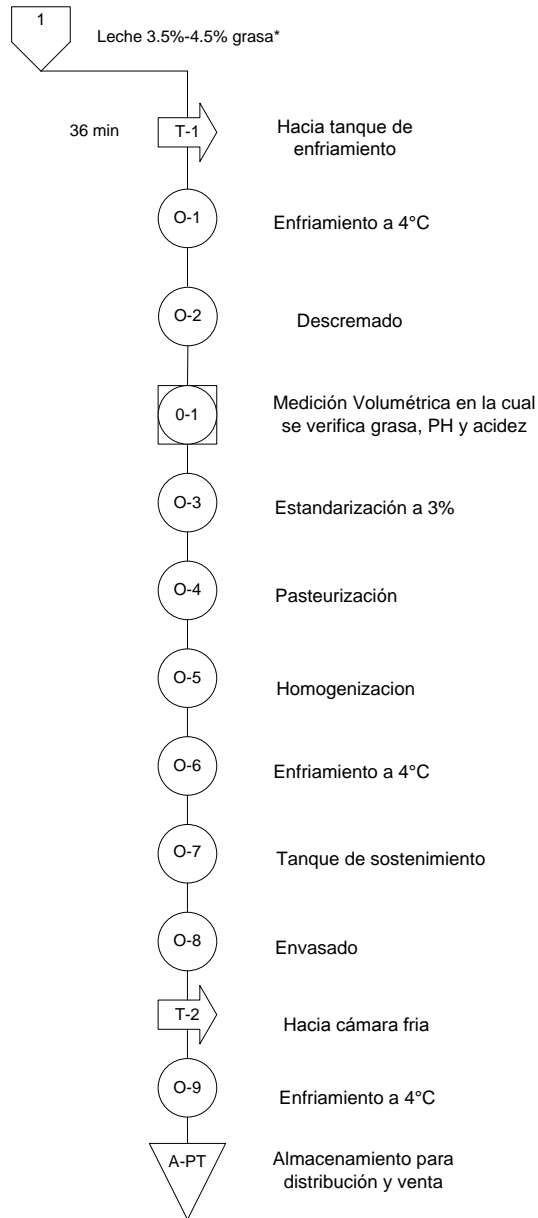 1
Leche 3.5%-4.5% grasa*
36 min
T-1
Hacia tanque de
enfriamiento
O-1
Enfriamiento a 4°C
O-2
Descremado
0-1
Medición Volumétrica en la cual
se verifica grasa, PH y acidez
O-3
Estandarización a 3%
O-4
Pasteurización
O-5
Homogenizacion
O-6
Enfriamiento a 4°C
O-7
Tanque de sostenimiento
O-8
Envasado
T-2
Hacia cámara fria
O-9
Enfriamiento a 4°C
A-PT
Almacenamiento para
distribución y venta